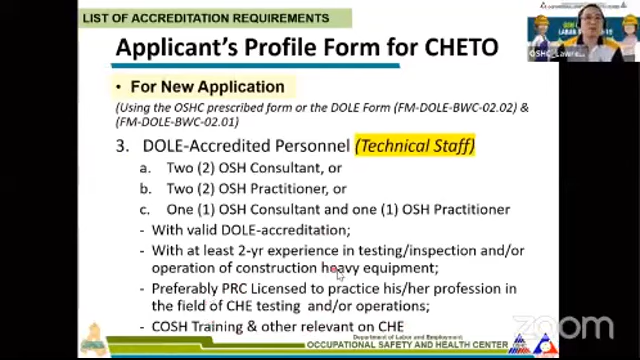 LIST OF ACCREDITATION REQUIREMENTS
Applicant's Profile Form for CHETO
• For New Application
(Using the OSHC prescribed form or the DOLE Form (FM-DOLE-BWC-02.02) &
(FM-DOLE-BWC-02.01)
3. DOLE-Accredited Personnel (Technical Staff)
a. Two (2) OSH Consultant, or
b. Two (2) OSH Practitioner, or
c. One (1) OSH Consultant and one (1) OSH Practitioner
- With valid DOLE-accreditation;
- With at least 2-yr experience in testing/inspection and/or
operation of construction heavy equipment;
- Preferably PRC Licensed to practice his/her profession in
the field of CHE testing and/or operations;
- COSH Training & other relevant on CHE
Department of Labor and Employment
OCCUPATIONAL SAFETY AND HEALTH CENTER
zoom